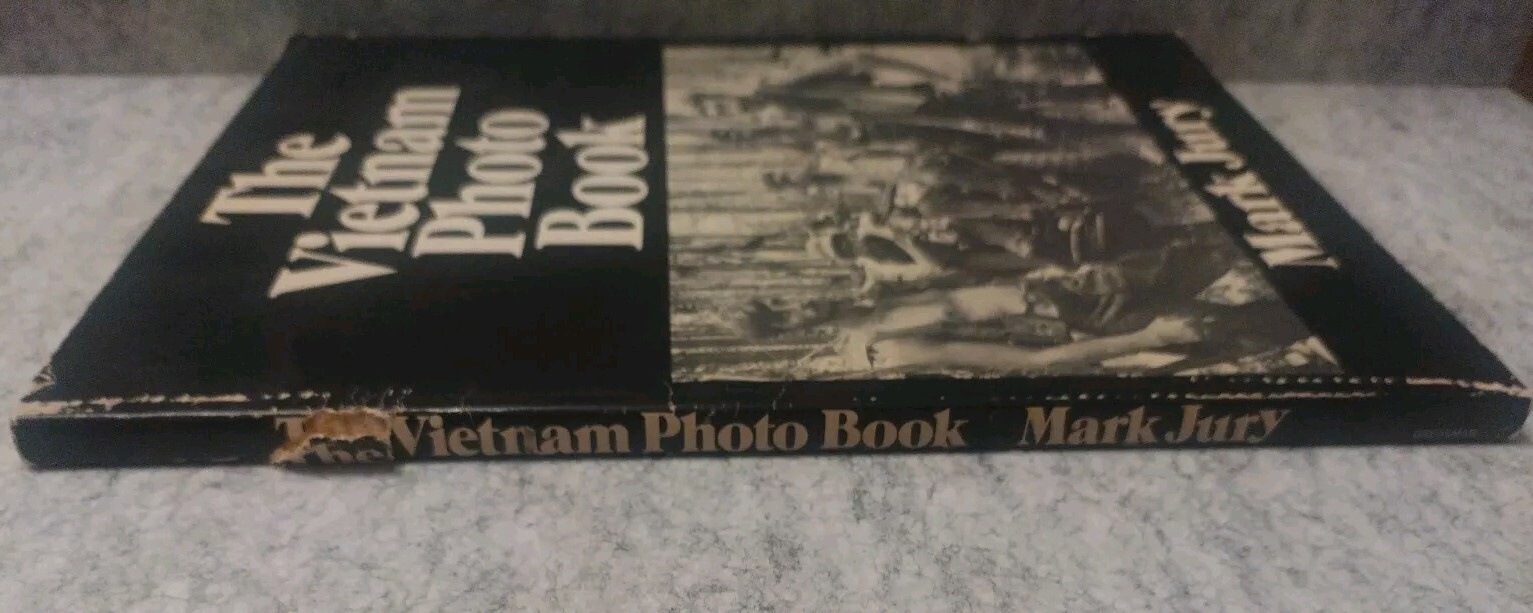 The
Vietnam
Photo
Book
Mark Jury
The Vietnam Photo Book Mark Jury